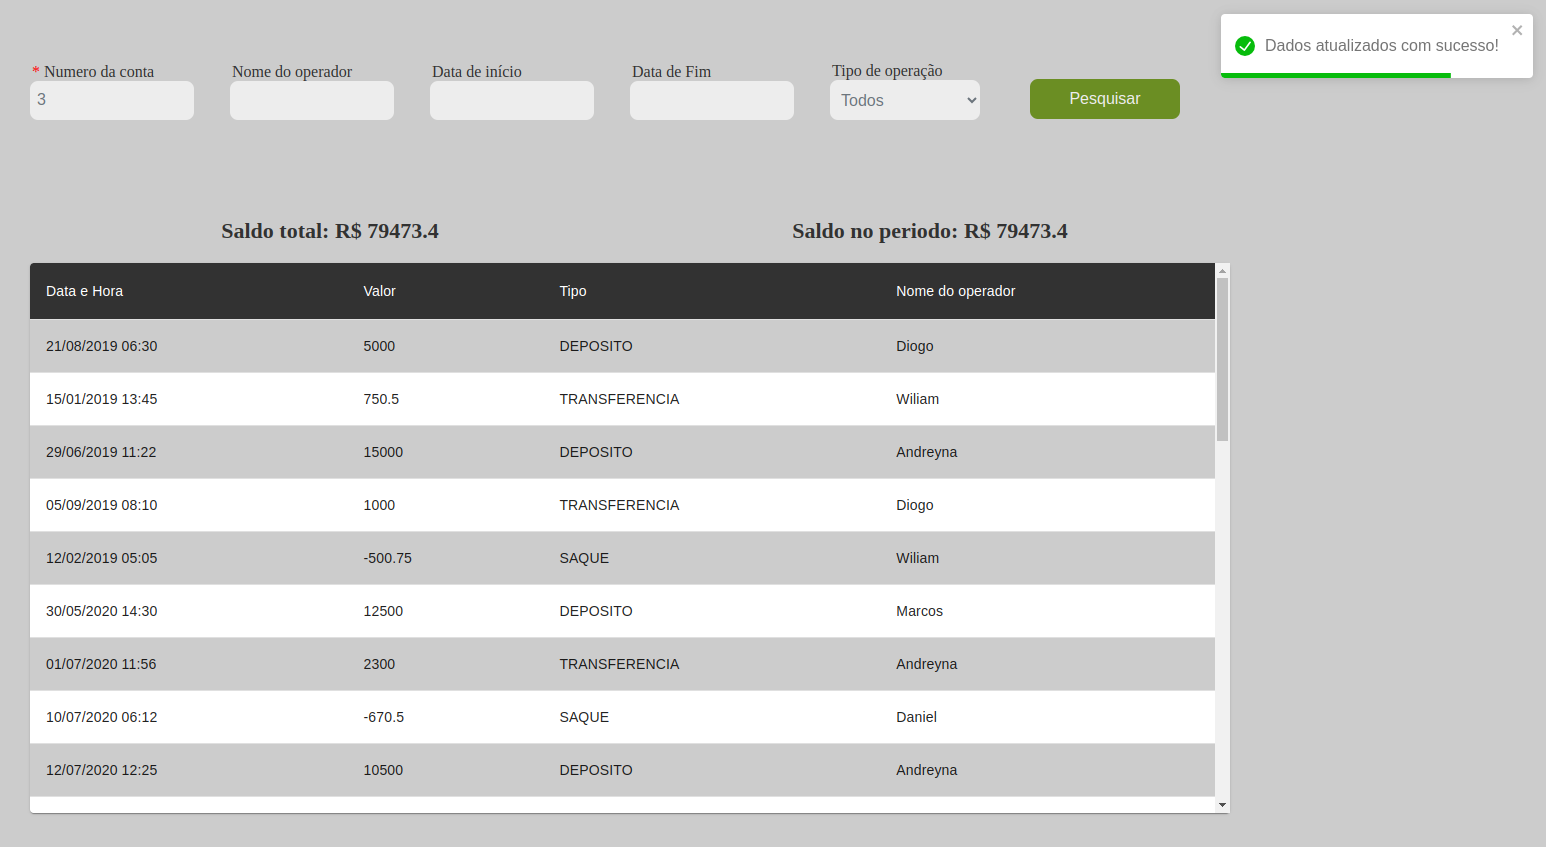 Dados atualizados com sucesso!
* Numero da conta Nome do operador Data de início Data de Fim Tipo de operação
3 Todos Pesquisar
Saldo total: R$ 79473.4 Saldo no periodo: R$ 79473.4
Data e Hora Valor Tipo Nome do operador
21/08/2019 06:30 5000 DEPOSITO Diogo
15/01/2019 13:45 750.5 TRANSFERENCIA Wiliam
29/06/2019 11:22 15000 DEPOSITO Andreyna
05/09/2019 08:10 1000 TRANSFERENCIA Diogo
12/02/2019 05:05 -500.75 SAQUE Wiliam
30/05/2020 14:30 12500 DEPOSITO Marcos
01/07/2020 11:56 2300 TRANSFERENCIA Andreyna
10/07/2020 06:12 -670.5 SAQUE Daniel
12/07/2020 12:25 10500 DEPOSITO Andreyna